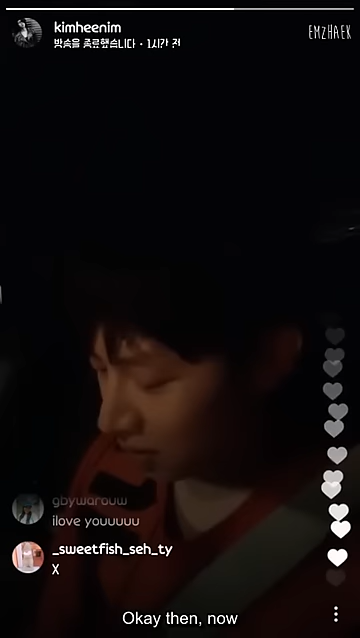 kimheenim
방송을 종료했습니다 · 1시간 전
EMZHAEK
gbywarouw
ilove youuuuu
_sweetfish_seh_ty
X
Okay then, now